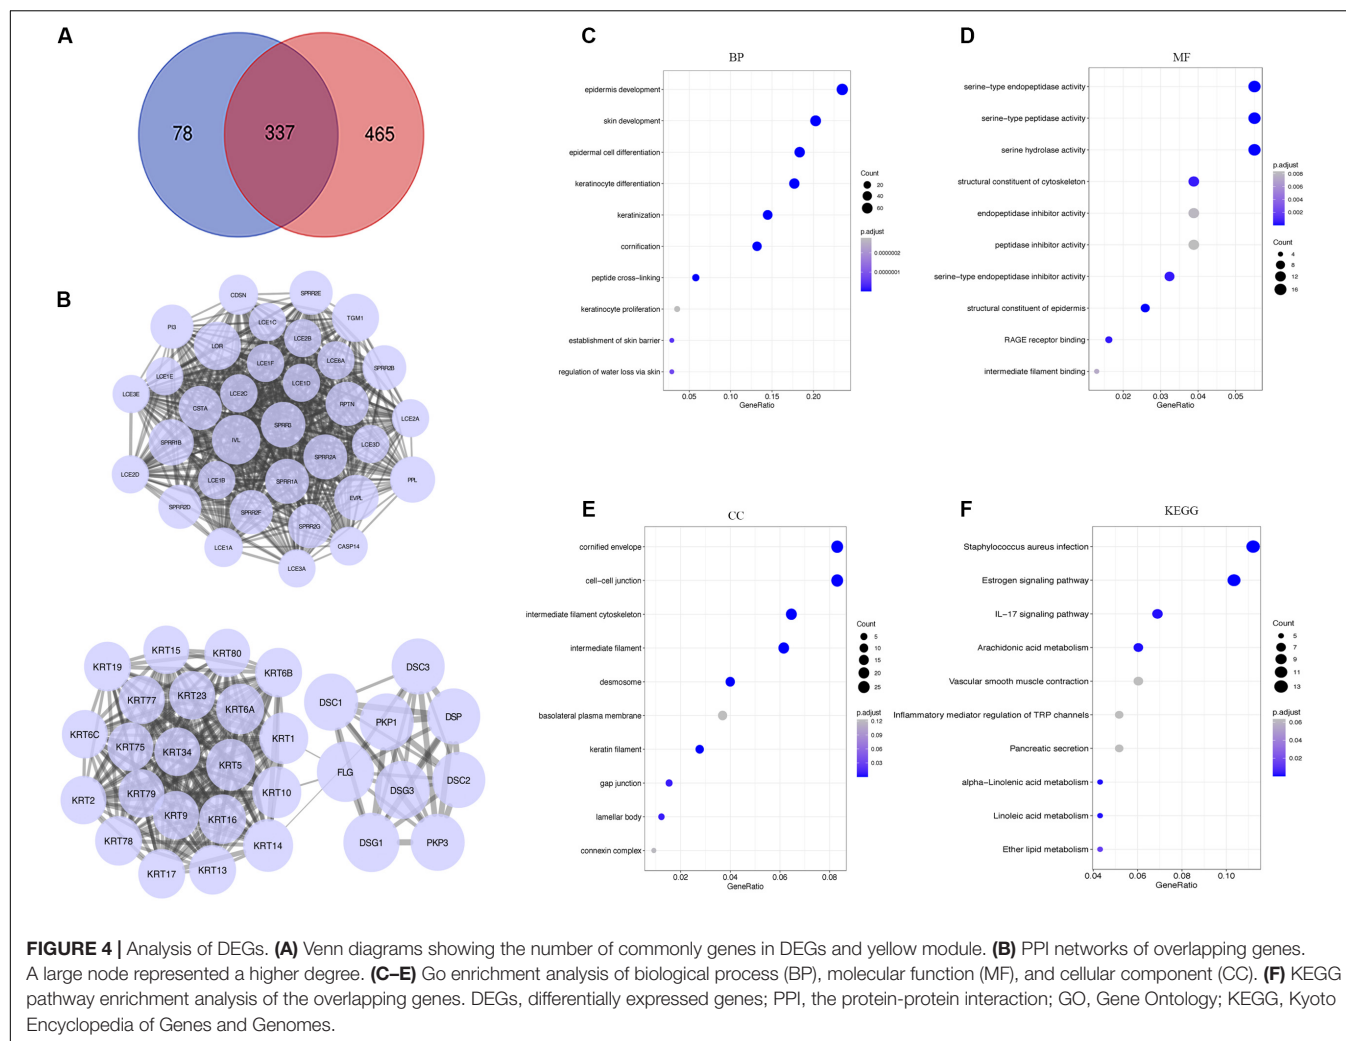 A
78
337
465
B
CDSN
SPRR2E
PI3
LCE1C
TGM1
LOR
LCE2B
LCE1E
LCE1F
LCE6A
SPRR2B
LCE3E
LCE2C
LCE1D
CSTA
RPTN
LCE2A
SPRR3
SPRR1B
IVL
LCE3D
SPRR2A
LCE2D
LCE1B
SPRR1A
PPL
SPRR2D
SPRR2F
EVPL
SPRR2G
LCE1A
CASP14
LCE3A
KRT15
KRT80
KRT19
KRT6B
KRT77
KRT23
KRT6A
KRT6C
KRT75
KRT34
KRT1
KRT5
KRT2
KRT79
KRT10
KRT9
KRT16
KRT78
KRT14
KRT17
KRT13
DSC3
DSC1
PKP1
DSP
FLG
DSG3
DSC2
DSG1
PKP3
C
BP
epidermis development
skin development
epidermal cell differentiation
keratinocyte differentiation
keratinization
cornification
peptide cross-linking
keratinocyte proliferation
establishment of skin barrier
regulation of water loss via skin
0.05 0.10 0.15 0.20
GeneRatio
Count
20
40
60
p.adjust
0.0000002
0.0000001
D
MF
serine-type endopeptidase activity
serine-type peptidase activity
serine hydrolase activity
structural constituent of cytoskeleton
endopeptidase inhibitor activity
peptidase inhibitor activity
serine-type endopeptidase inhibitor activity
structural constituent of epidermis
RAGE receptor binding
intermediate filament binding
0.02 0.03 0.04 0.05
GeneRatio
p.adjust
0.008
0.006
0.004
0.002
Count
4
8
12
16
E
CC
cornified envelope
cell-cell junction
intermediate filament cytoskeleton
intermediate filament
desmosome
basolateral plasma membrane
keratin filament
gap junction
lamellar body
connexin complex
0.02 0.04 0.06 0.08
GeneRatio
Count
5
10
15
20
25
p.adjust
0.12
0.09
0.06
0.03
F
KEGG
Staphylococcus aureus infection
Estrogen signaling pathway
IL-17 signaling pathway
Arachidonic acid metabolism
Vascular smooth muscle contraction
Inflammatory mediator regulation of TRP channels
Pancreatic secretion
alpha-Linolenic acid metabolism
Linoleic acid metabolism
Ether lipid metabolism
0.04 0.06 0.08 0.10
GeneRatio
Count
5
7
9
11
13
p.adjust
0.06
0.04
0.02
FIGURE 4 | Analysis of DEGs. (A) Venn diagrams showing the number of commonly genes in DEGs and yellow module. (B) PPI networks of overlapping genes.
A large node represented a higher degree. (C–E) Go enrichment analysis of biological process (BP), molecular function (MF), and cellular component (CC). (F) KEGG
pathway enrichment analysis of the overlapping genes. DEGs, differentially expressed genes; PPI, the protein-protein interaction; GO, Gene Ontology; KEGG, Kyoto
Encyclopedia of Genes and Genomes.